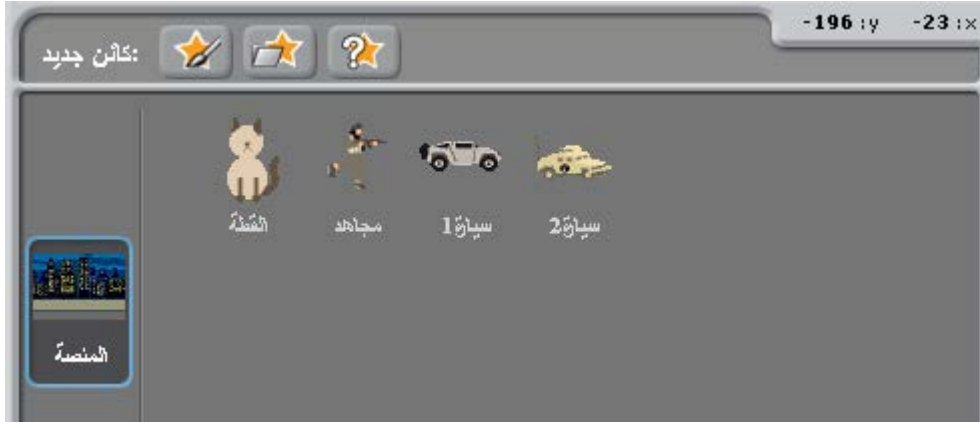 -196 :y -23 :x
كائن جديد:
القطة
مجاهد
سيارة1
سيارة2
المنصة